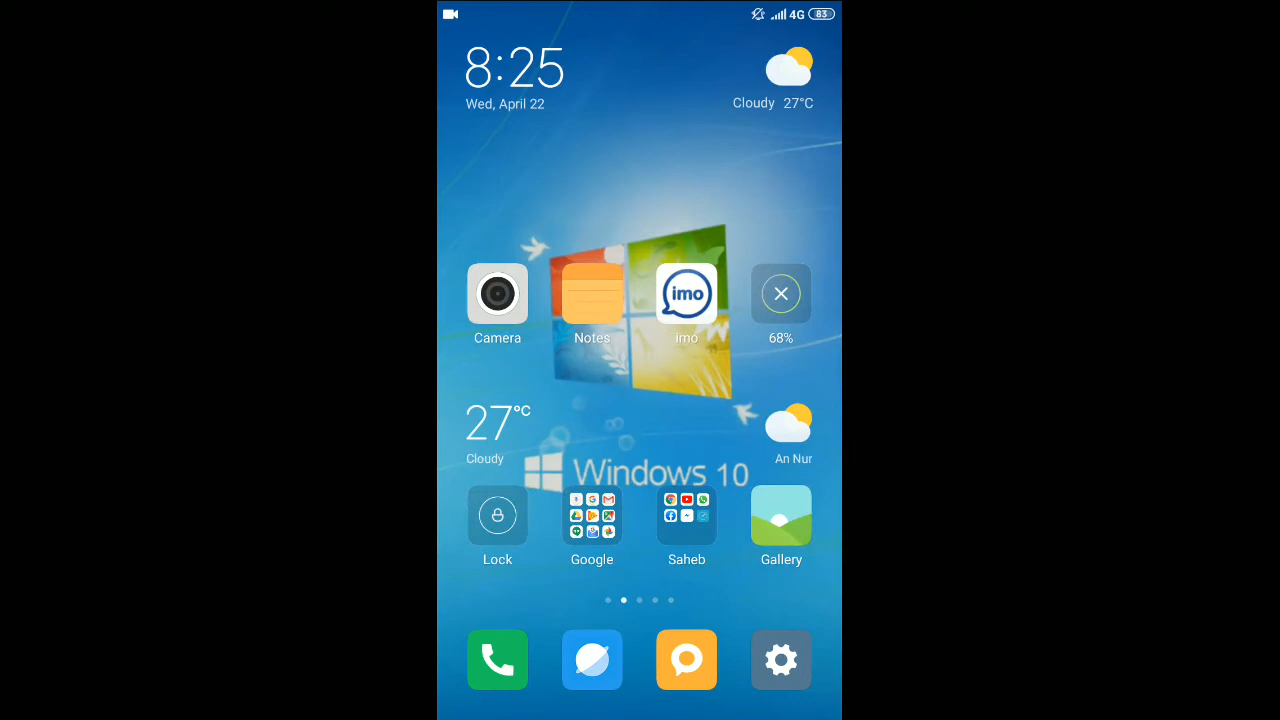 4G 83
8:25
Wed, April 22
Cloudy 27°C
imo
Camera Notes imo 68%
27°C
Cloudy An Nur
Windows 10
Lock Google Saheb Gallery